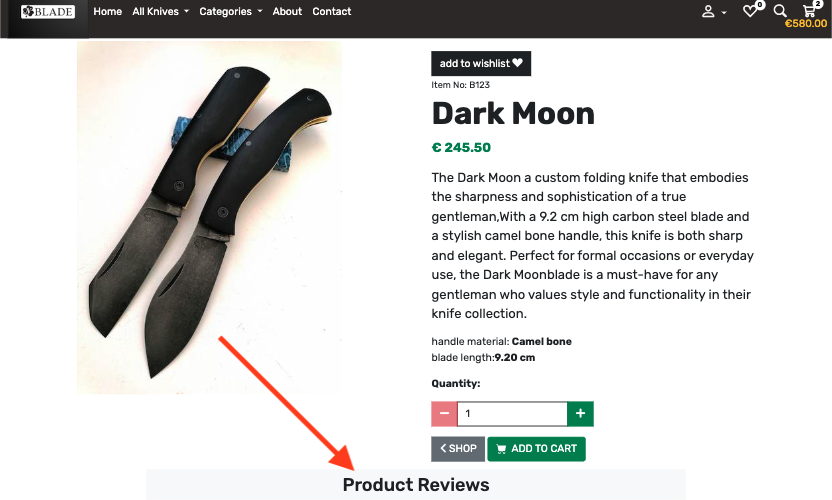 BLADE
Home All Knives Categories About Contact
0
2
€580.00
add to wishlist
Item No: B123
Dark Moon
€ 245.50
The Dark Moon a custom folding knife that embodies
the sharpness and sophistication of a true
gentleman,With a 9.2 cm high carbon steel blade and
a stylish camel bone handle, this knife is both sharp
and elegant. Perfect for formal occasions or everyday
use, the Dark Moonblade is a must-have for any
gentleman who values style and functionality in their
knife collection.
handle material: Camel bone
blade length:9.20 cm
Quantity:
1
SHOP ADD TO CART
Product Reviews